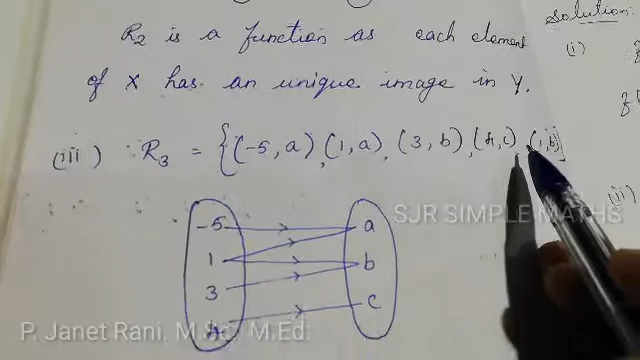 R₂ is a function as each element
of X has an unique image in Y.
(iii) R₃ = {(-5, a), (1, a), (3, b), (4, c), (1, b)}
-5 a
1 b
3 c
4
Solution:
(i)
(ii)
SJR SIMPLE MATHS
P. Janet Rani. M.Sc. M.Ed.